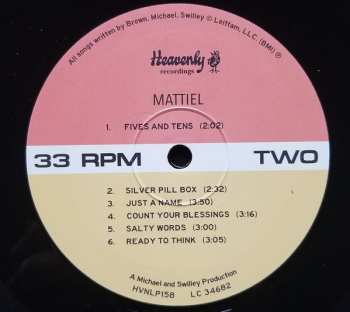 All songs written by Brown, Michael, Swilley © Leiftam, LLC. (BMI) ℗
Heavenly
recordings
MATTIEL
1. FIVES AND TENS (2:02)
33 RPM TWO
2. SILVER PILL BOX (2:32)
3. JUST A NAME (3:50)
4. COUNT YOUR BLESSINGS (3:16)
5. SALTY WORDS (3:00)
6. READY TO THINK (3:05)
A Michael and Swilley Production
HVNLP158 LC 34682